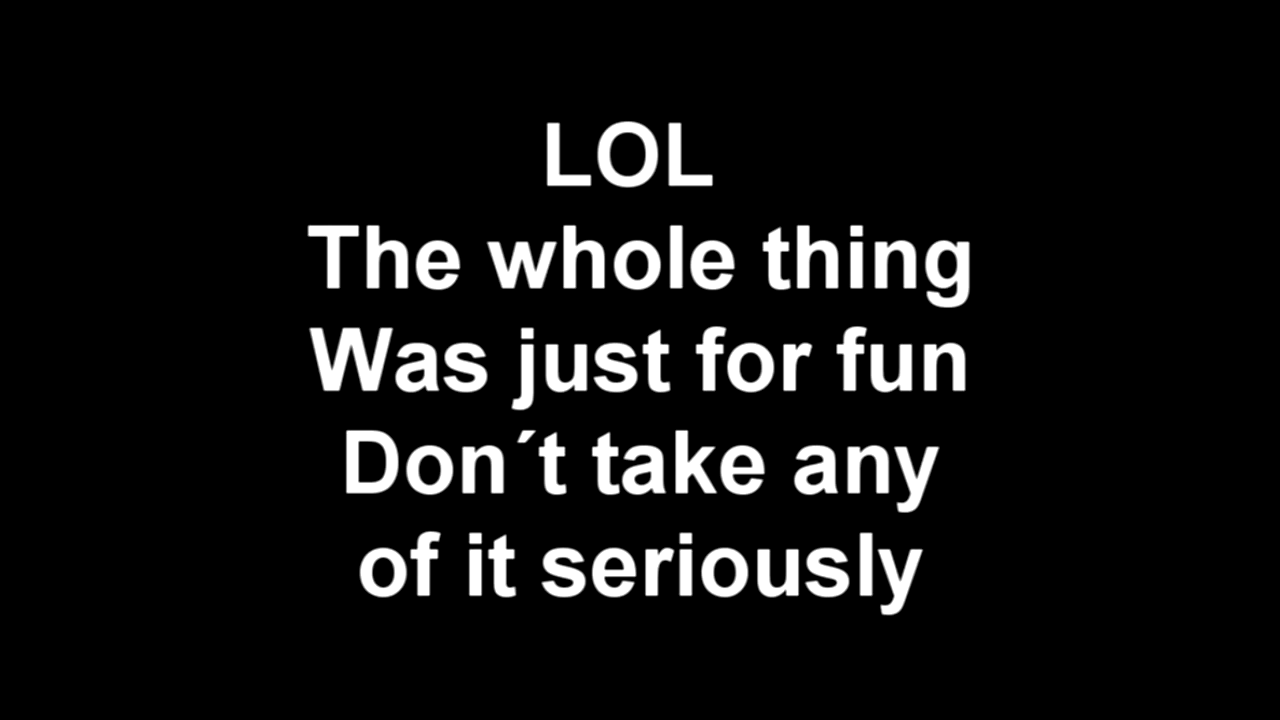 LOL
The whole thing
Was just for fun
Don´t take any
of it seriously